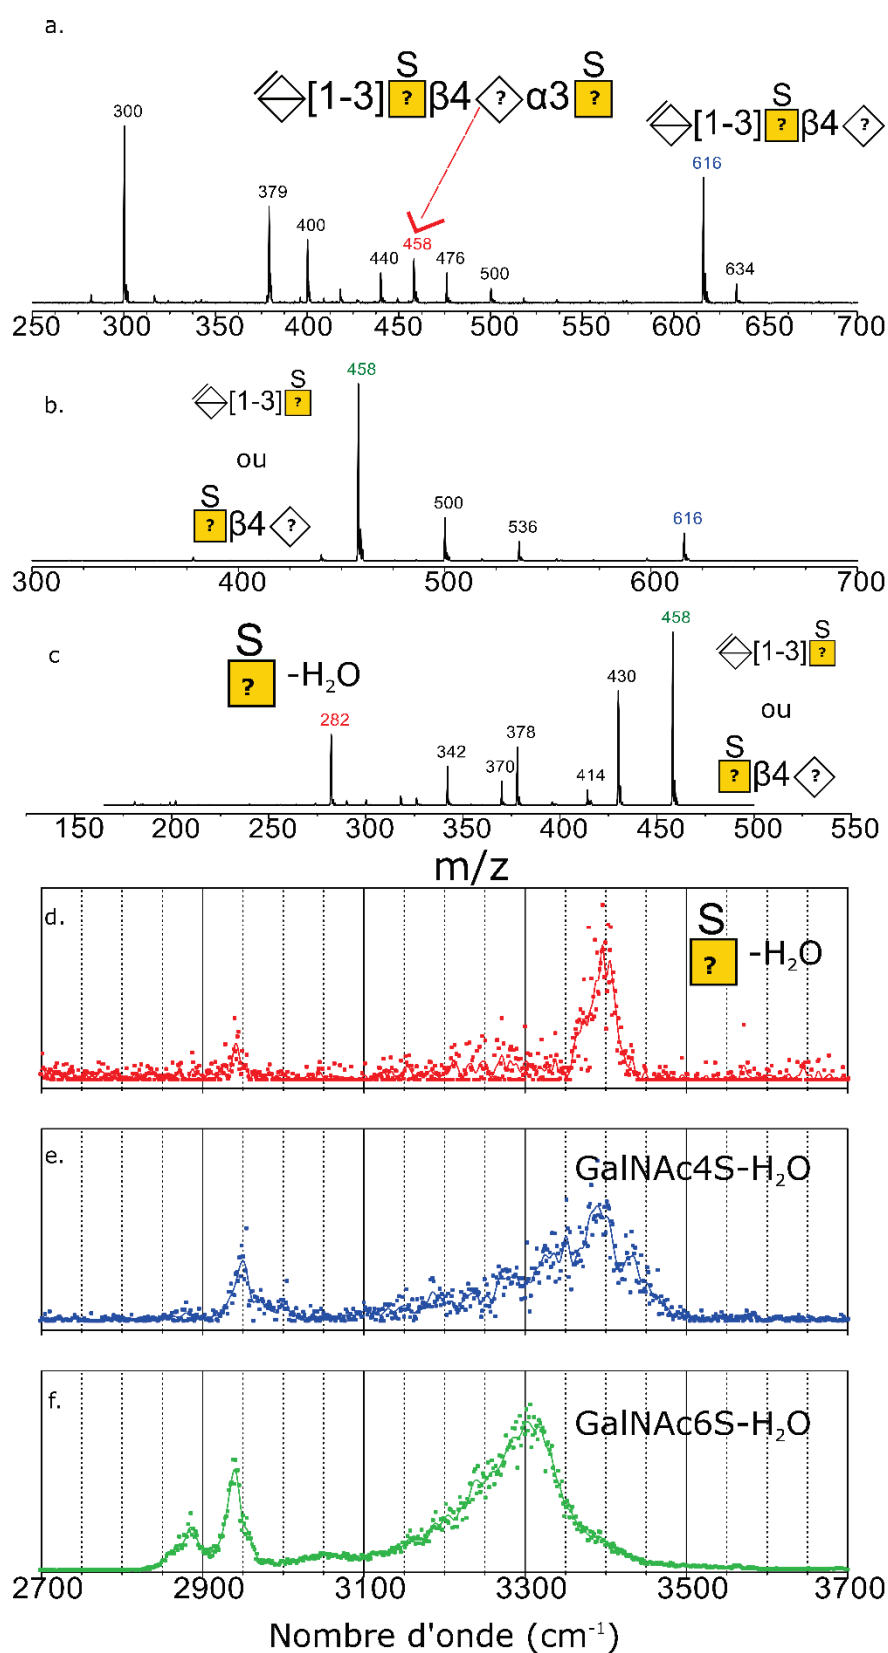 a.
S S
[1-3] ? β4 ? α3 ?
S
[1-3] ? β4 ?
300
616
379
400
440
458
476
500
634
250 300 350 400 450 500 550 600 650 700
b.
458
S
[1-3] ?
ou
S
? β4 ?
500
536
616
300 400 500 600 700
c
S
? -H₂O
458
S
[1-3] ?
ou
S
? β4 ?
430
282
378
342
370
414
150 200 250 300 350 400 450 500 550
m/z
d.
S
? -H₂O
e.
GalNAc4S-H₂O
f.
GalNAc6S-H₂O
2700 2900 3100 3300 3500 3700
Nombre d'onde (cm⁻¹)